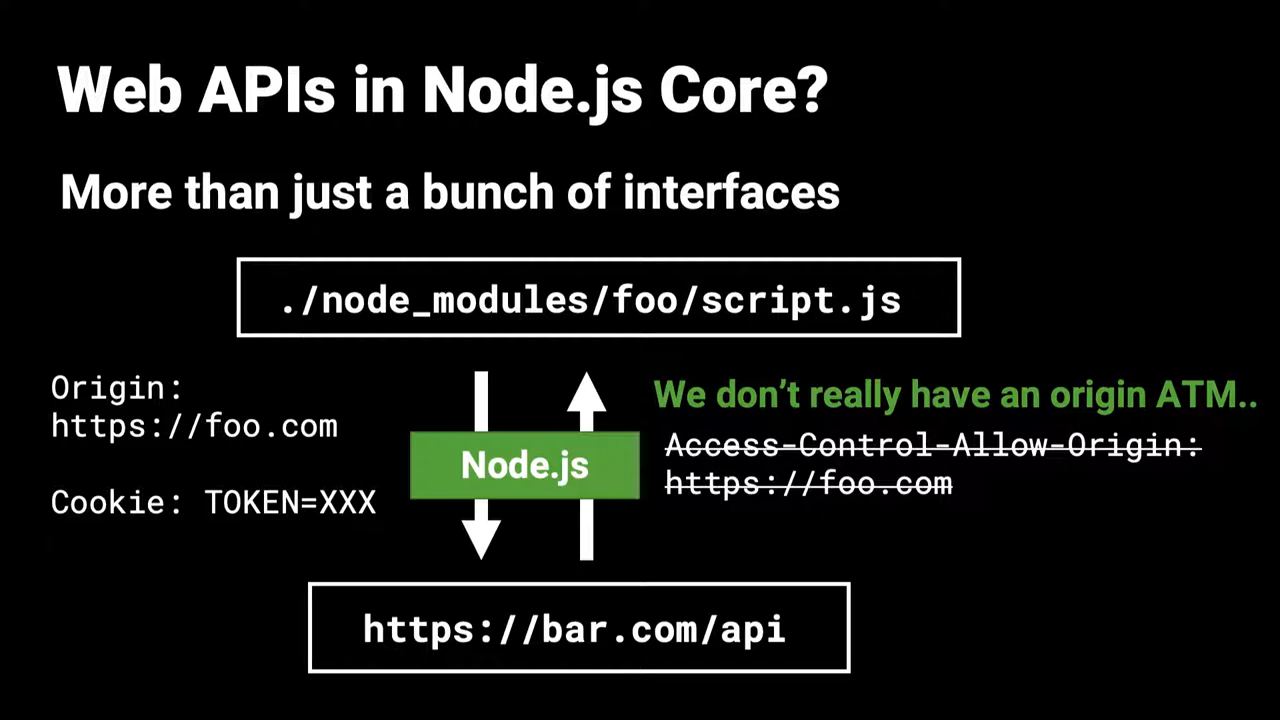 Web APIs in Node.js Core?
More than just a bunch of interfaces
./node_modules/foo/script.js
Origin:
https://foo.com
Cookie: TOKEN=XXX
Node.js
We don’t really have an origin ATM..
Access-Control-Allow-Origin:
https://foo.com
https://bar.com/api